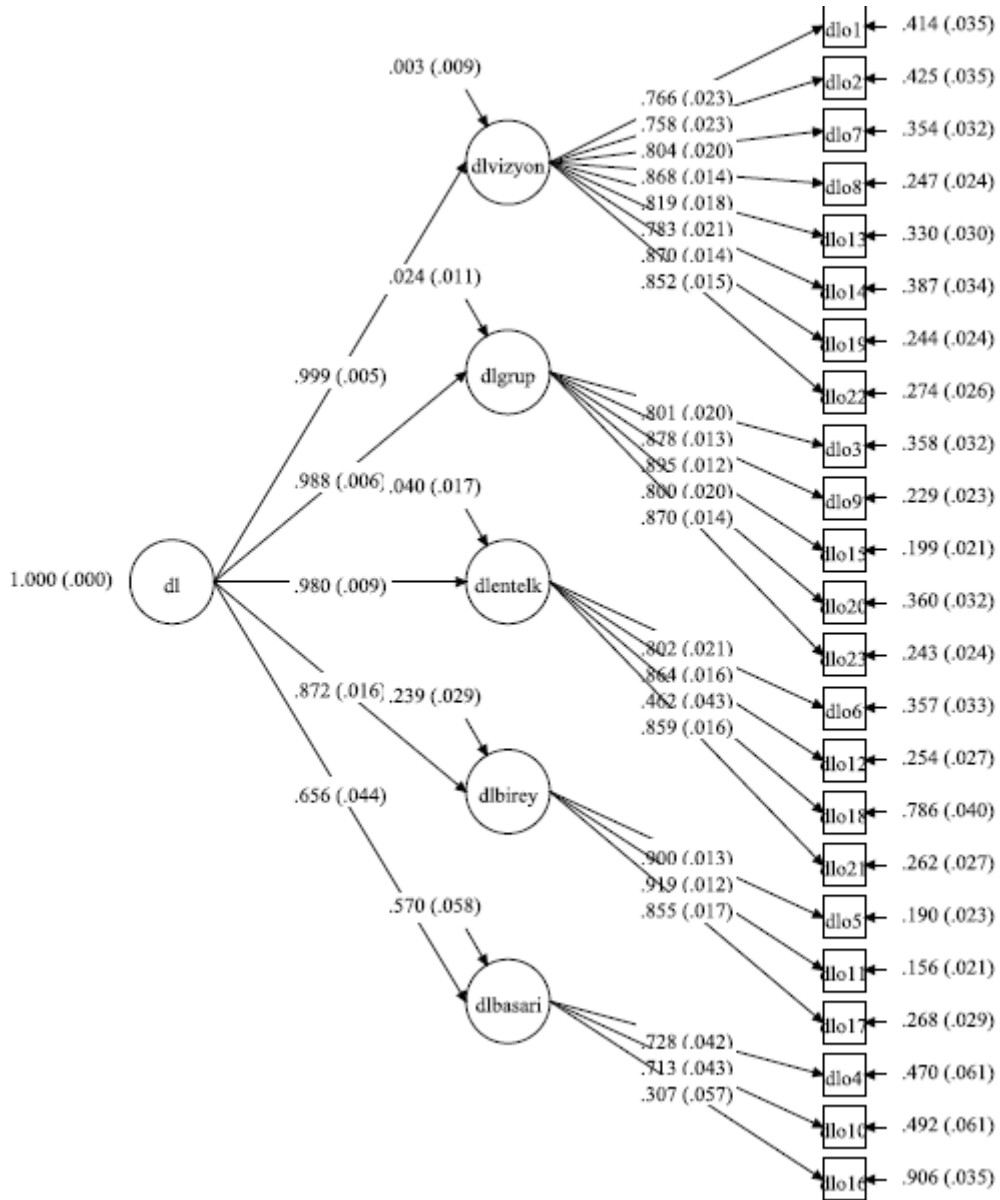 dlo1 .414 (.035)
.003 (.009)
dlo2 .425 (.035)
.766 (.023)
.758 (.023)
dlo7 .354 (.032)
.804 (.020)
dlvizyon
.868 (.014)
dlo8 .247 (.024)
.819 (.018)
.783 (.021)
dlo13 .330 (.030)
.870 (.014)
.024 (.011)
.852 (.015)
dlo14 .387 (.034)
dlo19 .244 (.024)
.999 (.005)
dlgrup
dlo22 .274 (.026)
.801 (.020)
.878 (.013)
dlo3 .358 (.032)
.895 (.012)
.988 (.006) .040 (.017)
.800 (.020)
dlo9 .229 (.023)
.870 (.014)
dlo15 .199 (.021)
1.000 (.000) dl .980 (.009) dlentelk
dlo20 .360 (.032)
.802 (.021)
dlo23 .243 (.024)
.864 (.016)
.872 (.016) .239 (.029)
.462 (.043)
dlo6 .357 (.033)
.859 (.016)
dlo12 .254 (.027)
.656 (.044)
dlbirey
dlo18 .786 (.040)
.900 (.013)
dlo21 .262 (.027)
.919 (.012)
.570 (.058)
.855 (.017)
dlo5 .190 (.023)
dlo11 .156 (.021)
dlbasari
dlo17 .268 (.029)
.728 (.042)
.713 (.043)
dlo4 .470 (.061)
.307 (.057)
dlo10 .492 (.061)
dlo16 .906 (.035)